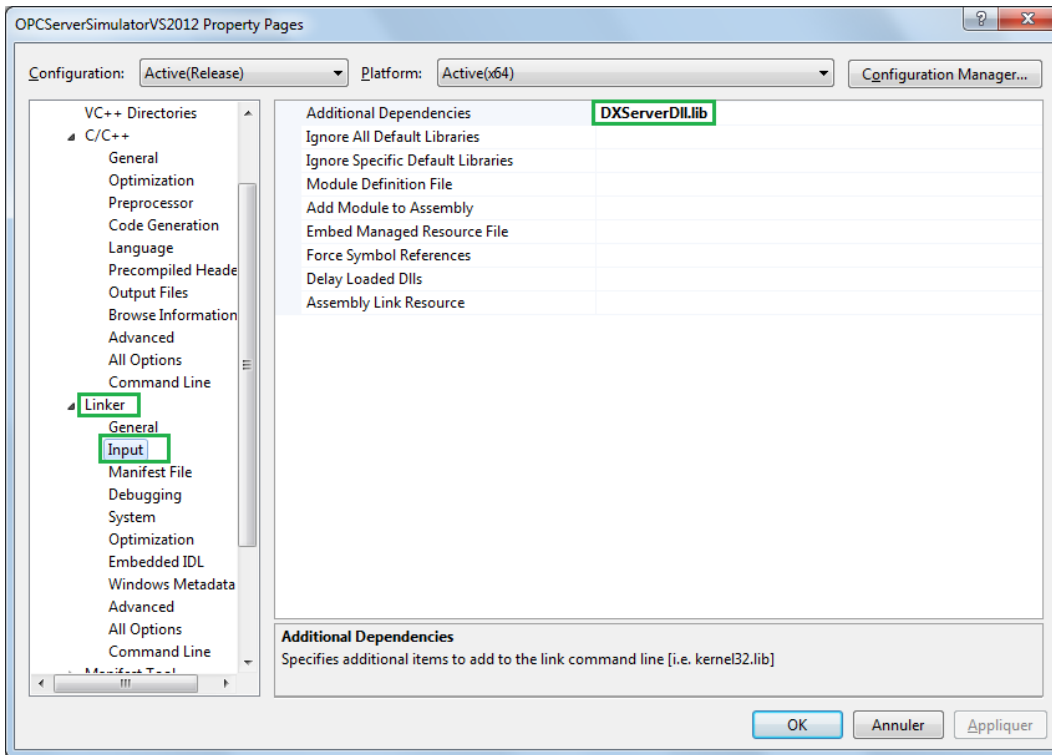 OPCServerSimulatorVS2012 Property Pages
Configuration: Active(Release) Platform: Active(x64) Configuration Manager...
VC++ Directories
C/C++
General
Optimization
Preprocessor
Code Generation
Language
Precompiled Heade
Output Files
Browse Information
Advanced
All Options
Command Line
Linker
General
Input
Manifest File
Debugging
System
Optimization
Embedded IDL
Windows Metadata
Advanced
All Options
Command Line
Manifest Tool
Additional Dependencies DXServerDll.lib
Ignore All Default Libraries
Ignore Specific Default Libraries
Module Definition File
Add Module to Assembly
Embed Managed Resource File
Force Symbol References
Delay Loaded Dlls
Assembly Link Resource
Additional Dependencies
Specifies additional items to add to the link command line [i.e. kernel32.lib]
OK Annuler Appliquer